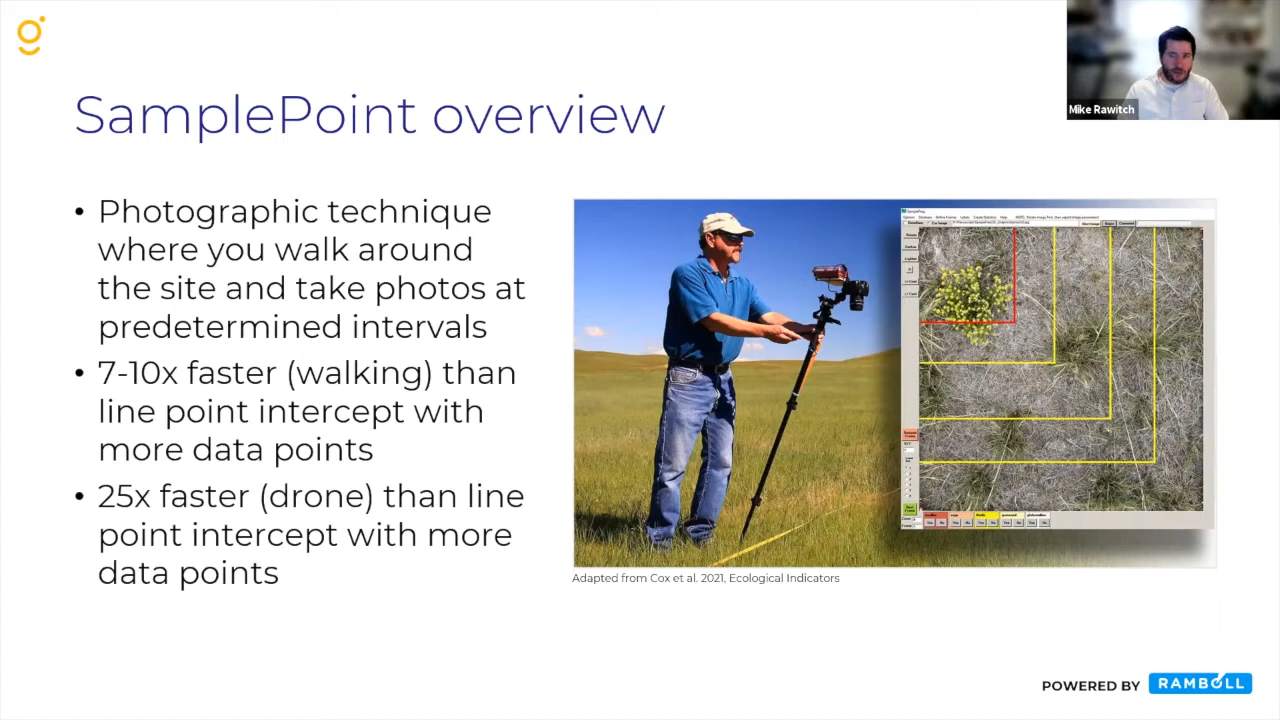 Mike Rawitch
SamplePoint overview
• Photographic technique
where you walk around
the site and take photos at
predetermined intervals
• 7-10x faster (walking) than
line point intercept with
more data points
• 25x faster (drone) than line
point intercept with more
data points
Adapted from Cox et al. 2021, Ecological Indicators
POWERED BY RAMBOLL